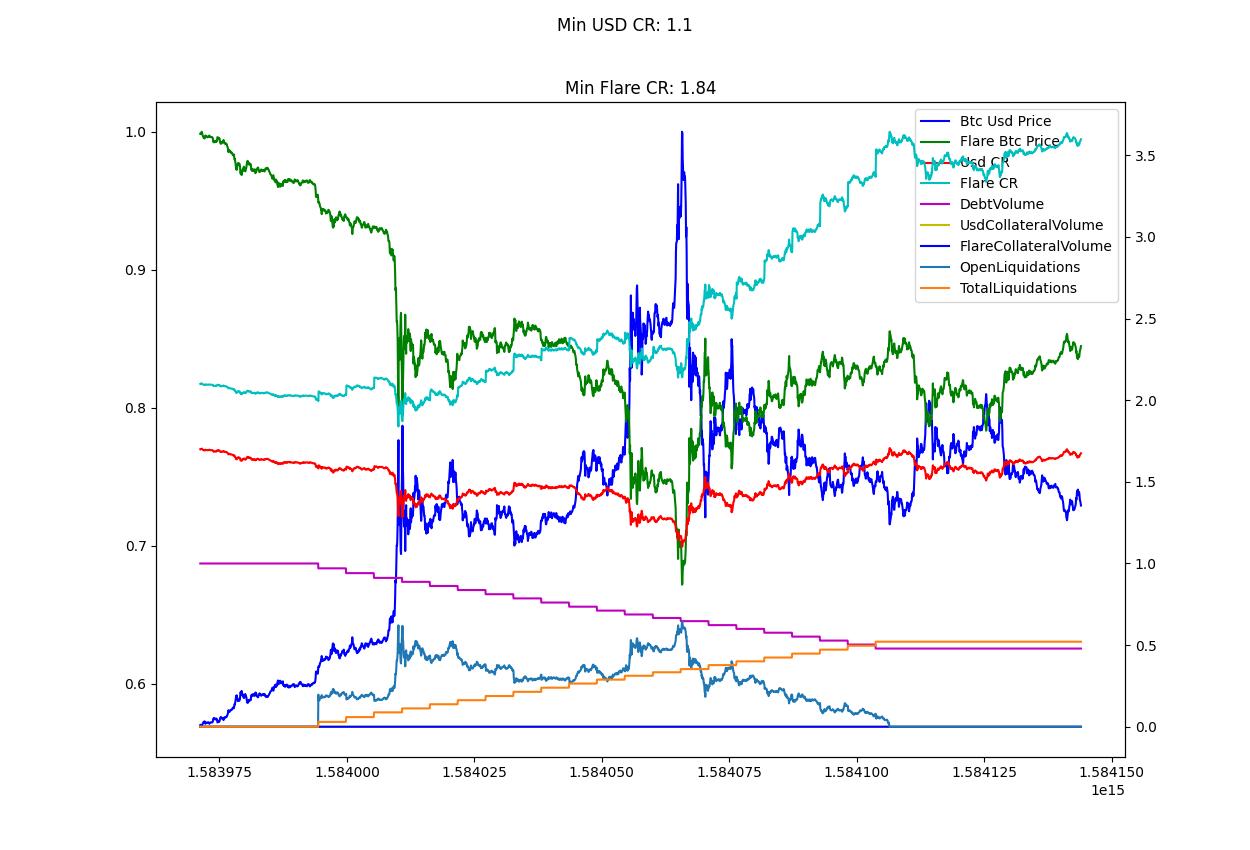 Min USD CR: 1.1
Min Flare CR: 1.84
1.0
0.9
0.8
0.7
0.6
3.5
3.0
2.5
2.0
1.5
1.0
0.5
0.0
Btc Usd Price
Flare Btc Price
Usd CR
Flare CR
DebtVolume
UsdCollateralVolume
FlareCollateralVolume
OpenLiquidations
TotalLiquidations
1.583975 1.584000 1.584025 1.584050 1.584075 1.584100 1.584125 1.584150
1e15